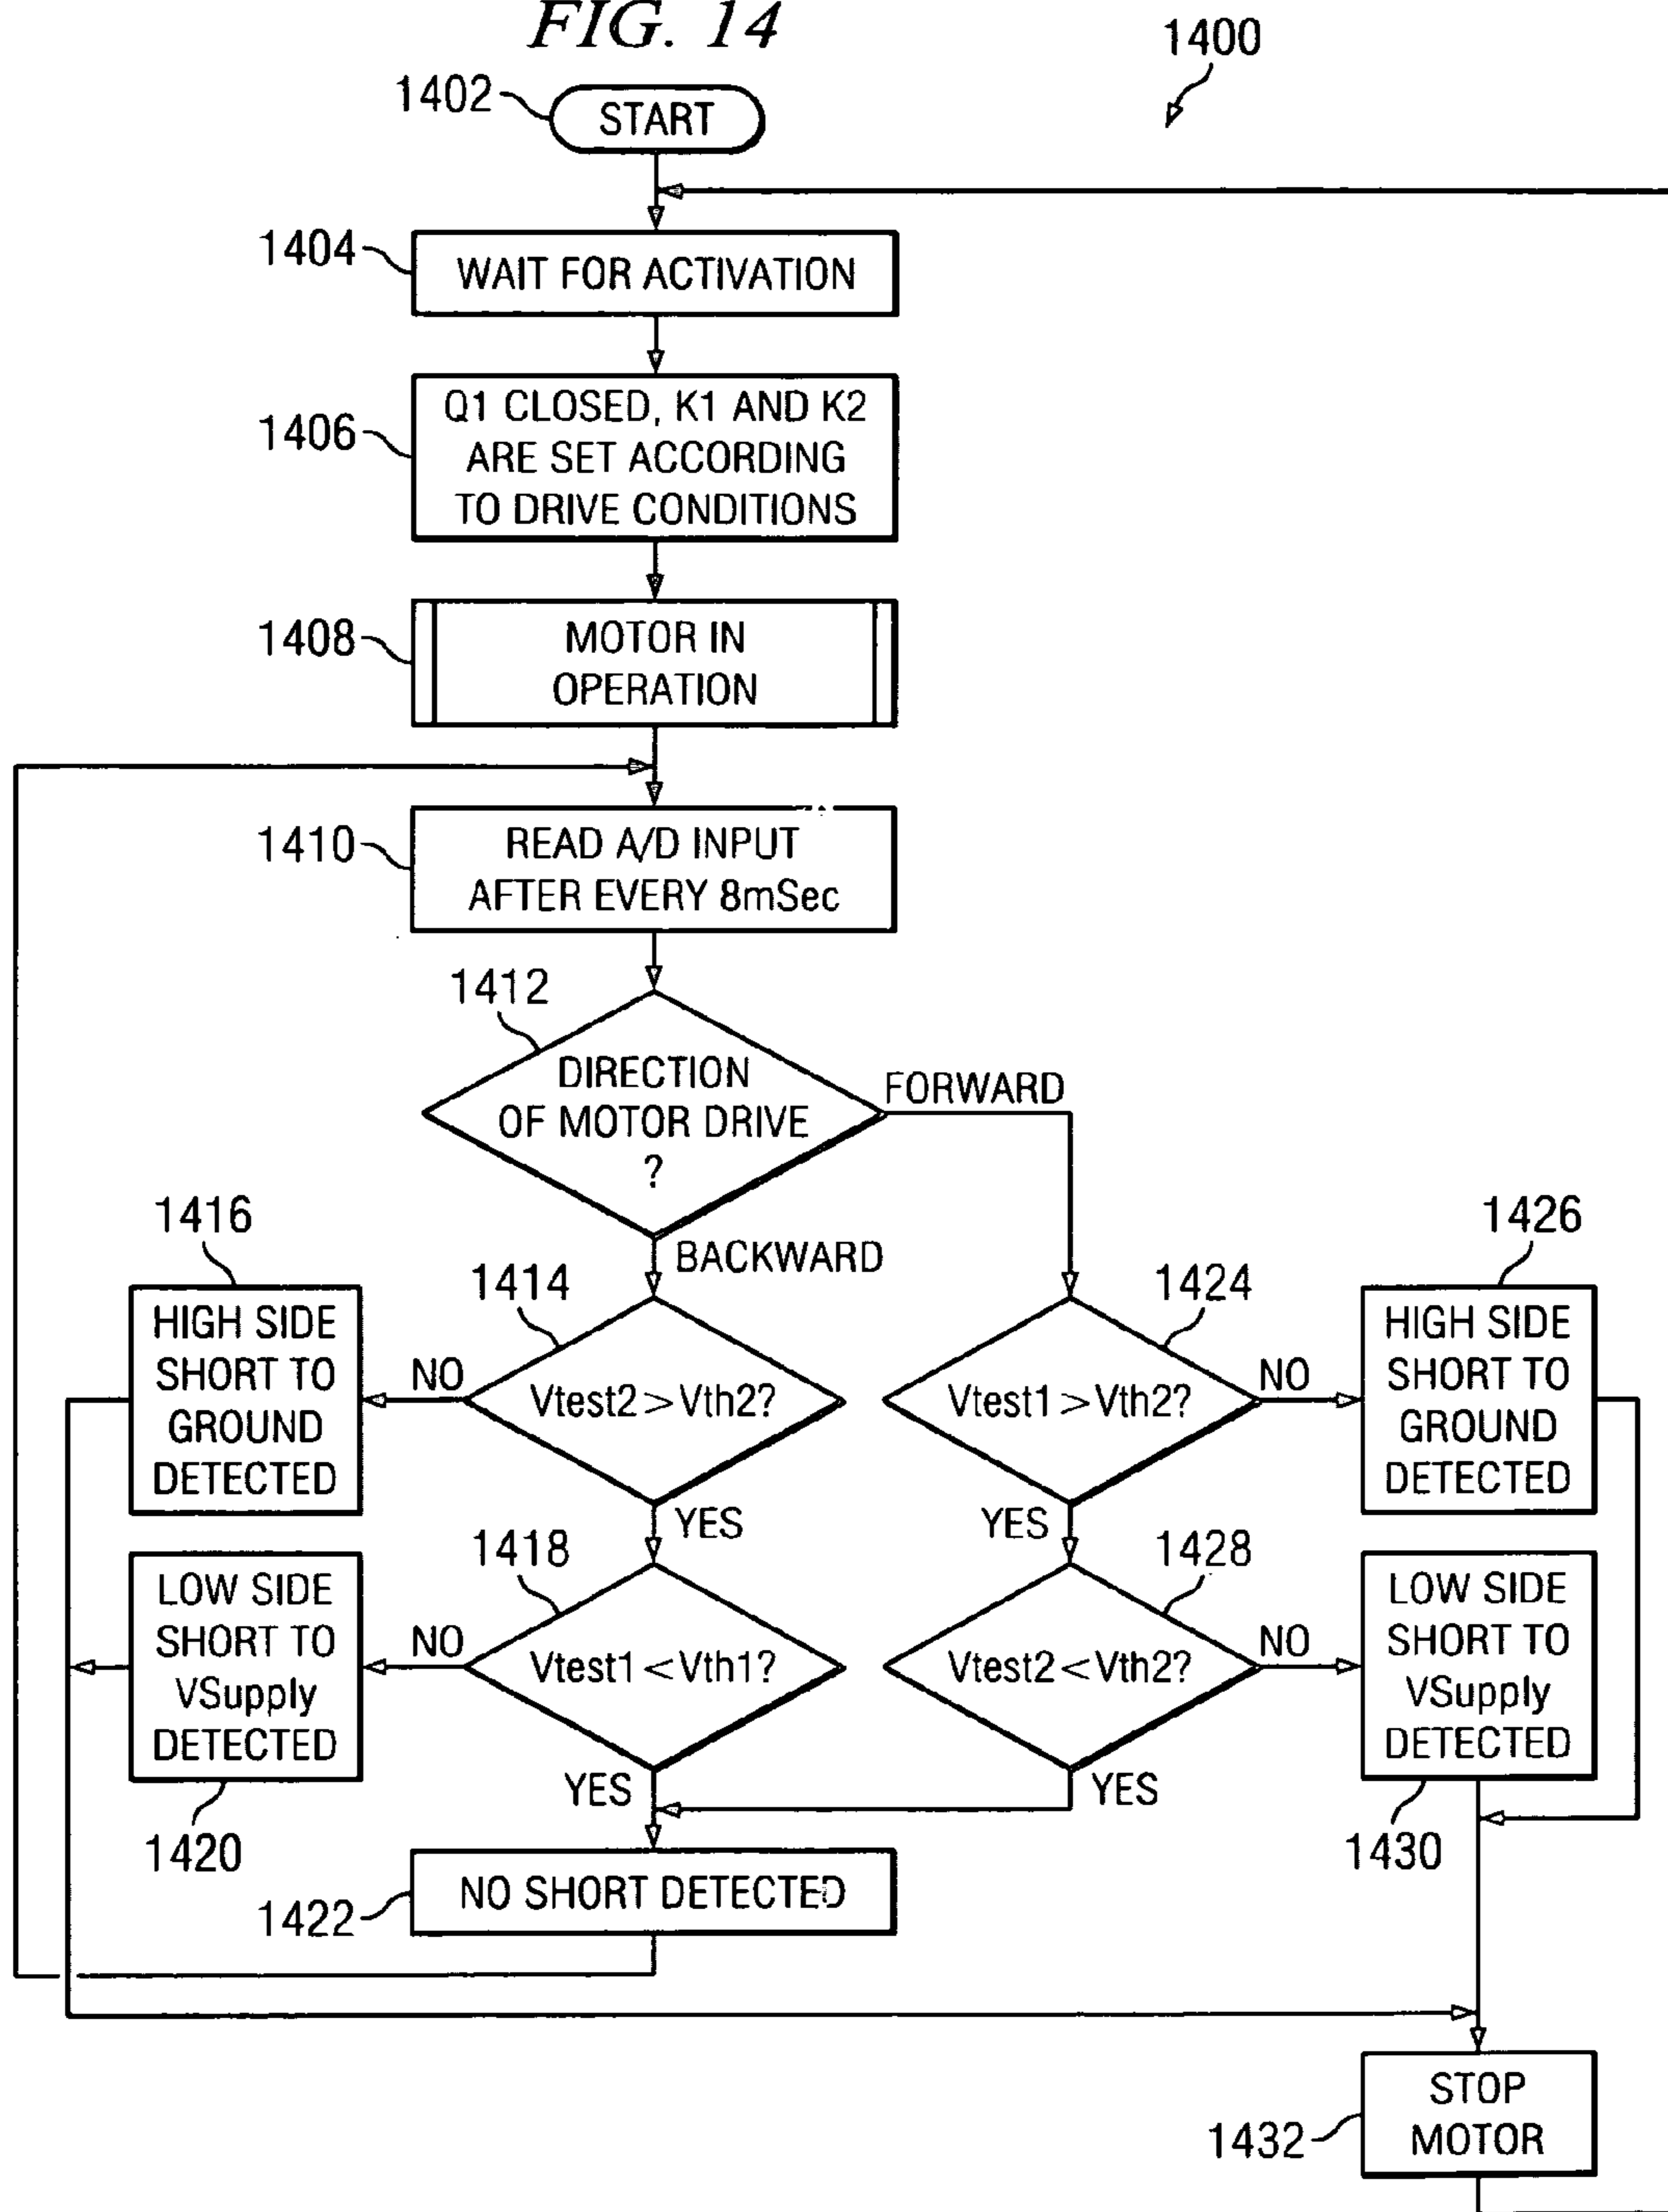 FIG. 14
1400
1402
START
1404
WAIT FOR ACTIVATION
1406
Q1 CLOSED, K1 AND K2
ARE SET ACCORDING
TO DRIVE CONDITIONS
1408
MOTOR IN
OPERATION
1410
READ A/D INPUT
AFTER EVERY 8mSec
1412
DIRECTION
OF MOTOR DRIVE
?
FORWARD
BACKWARD
1416
HIGH SIDE
SHORT TO
GROUND
DETECTED
NO
1414
Vtest2 > Vth2?
YES
1424
Vtest1 > Vth2?
NO
YES
1426
HIGH SIDE
SHORT TO
GROUND
DETECTED
LOW SIDE
SHORT TO
VSupply
DETECTED
1420
NO
1418
Vtest1 < Vth1?
YES
1428
Vtest2 < Vth2?
NO
YES
LOW SIDE
SHORT TO
VSupply
DETECTED
1430
1422
NO SHORT DETECTED
1432
STOP
MOTOR